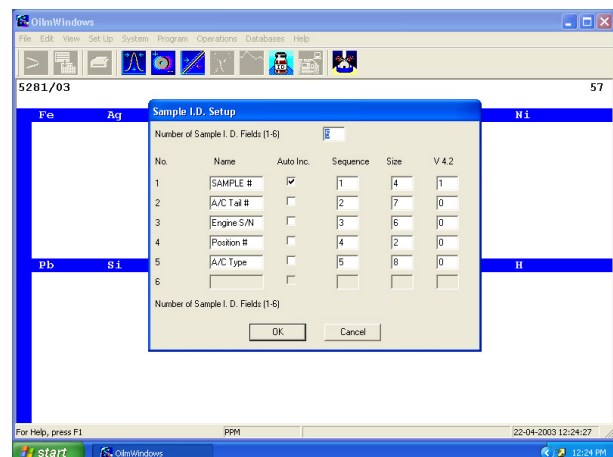 OilmWindows
File Edit View Set Up System Program Operations Databases Help
5281/03 57
Fe Ag Ni
Sample I.D. Setup
Number of Sample I. D. Fields (1-6) 5
No. Name Auto Inc. Sequence Size V 4.2
1 SAMPLE # 1 4 1
2 A/C Tail # 2 7 0
3 Engine S/N 3 6 0
4 Position # 4 2 0
5 A/C Type 5 8 0
6
Number of Sample I. D. Fields (1-6)
OK Cancel
Pb Si H
For Help, press F1 PPM 22-04-2003 12:24:27
start OilmWindows 12:24 PM